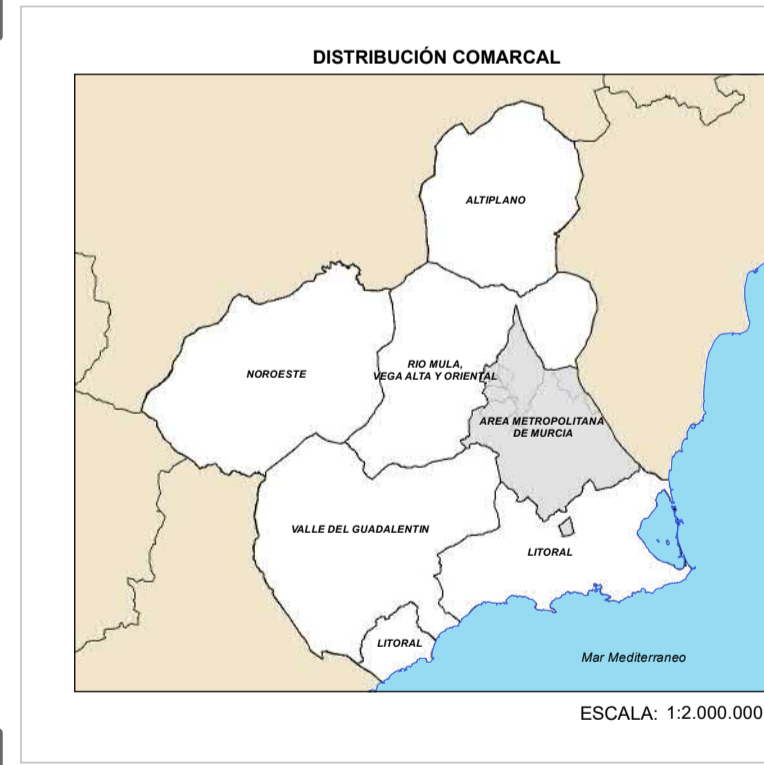 DISTRIBUCIÓN COMARCAL
ALTIPLANO
NOROESTE
RIO MULA,
VEGA ALTA Y ORIENTAL
AREA METROPOLITANA
DE MURCIA
VALLE DEL GUADALENTIN
LITORAL
LITORAL
Mar Mediterraneo
ESCALA: 1:2.000.000